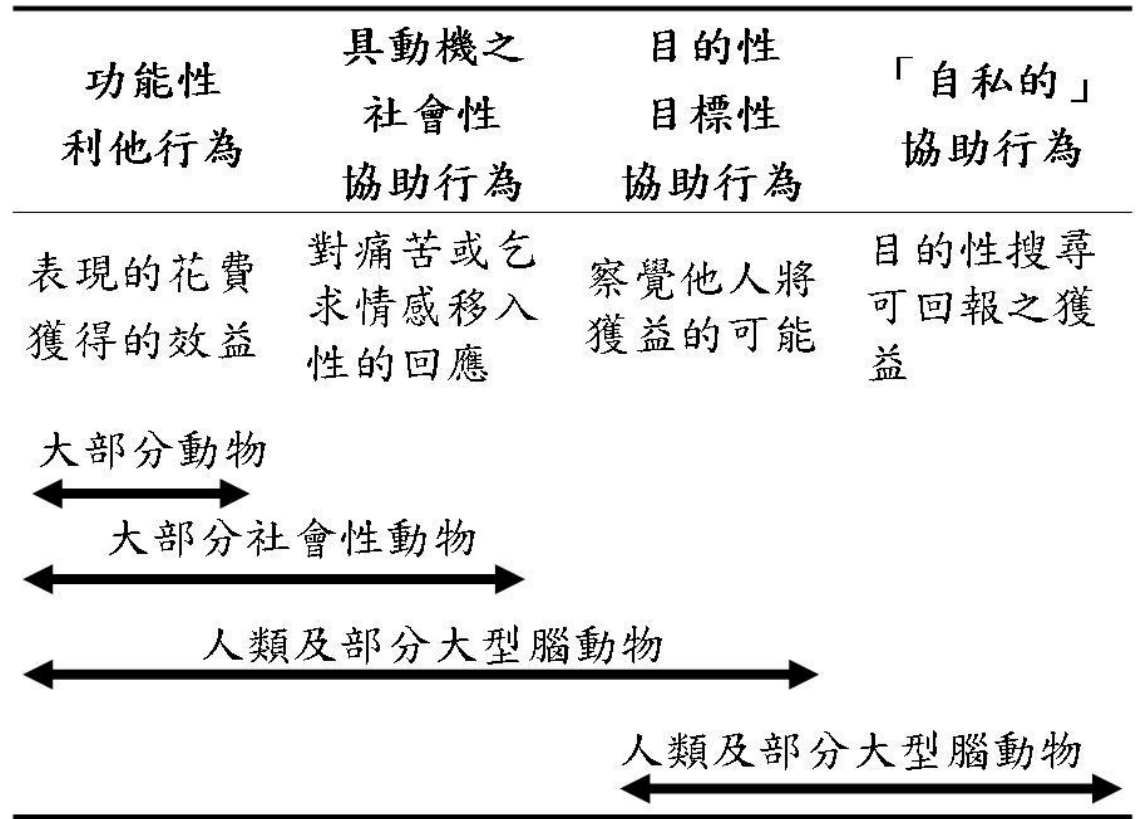 功能性
利他行為
具動機之
社會性
協助行為
目的性
目標性
協助行為
「自私的」
協助行為
表現的花費
獲得的效益
對痛苦或乞
求情感移入
性的回應
察覺他人將
獲益的可能
目的性搜尋
可回報之獲
益
大部分動物
大部分社會性動物
人類及部分大型腦動物
人類及部分大型腦動物